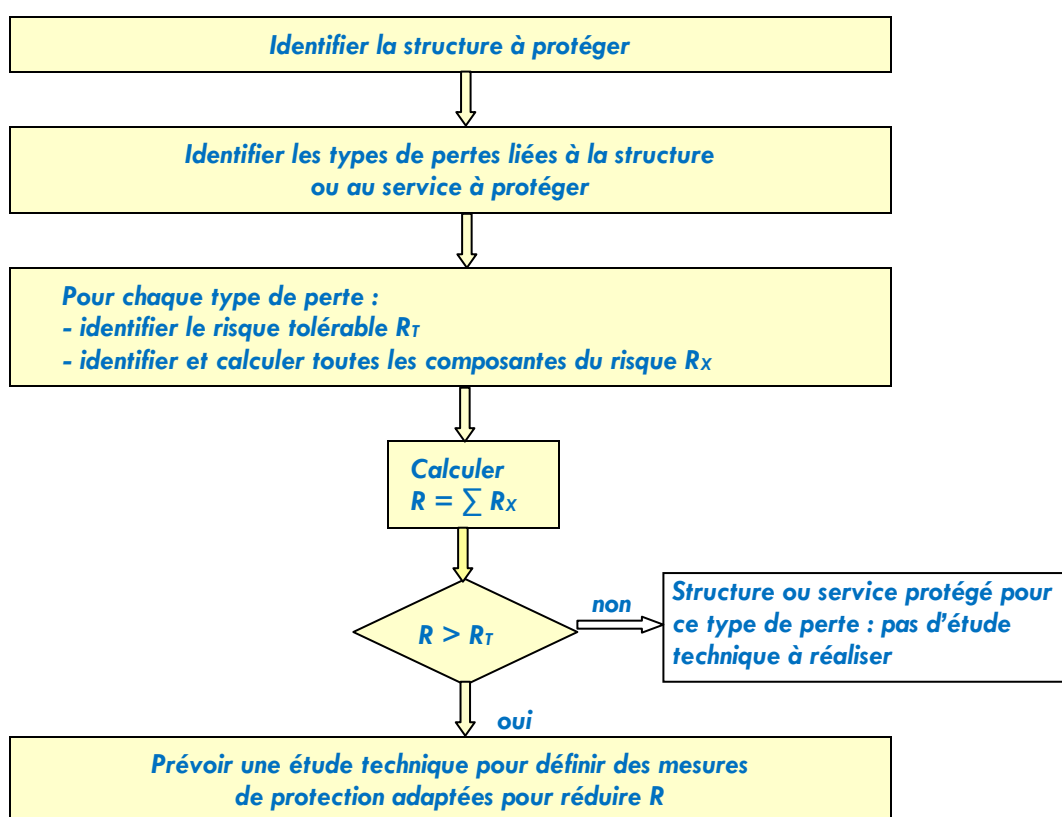 Identifier la structure à protéger
Identifier les types de pertes liées à la structure
ou au service à protéger
Pour chaque type de perte :
- identifier le risque tolérable RT
- identifier et calculer toutes les composantes du risque RX
Calculer
R = ∑ RX
R > RT
non
Structure ou service protégé pour
ce type de perte : pas d’étude
technique à réaliser
oui
Prévoir une étude technique pour définir des mesures
de protection adaptées pour réduire R